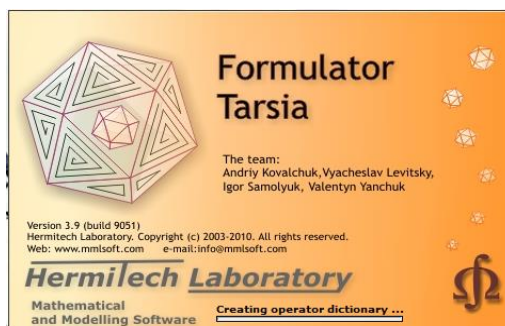 Formulator
Tarsia
The team:
Andriy Kovalchuk,Vyacheslav Levitsky,
Igor Samolyuk, Valentyn Yanchuk
Version 3.9 (build 9051)
Hermitech Laboratory. Copyright (c) 2003-2010. All rights reserved.
Web: www.mmlsoft.com e-mail:info@mmlsoft.com
Hermitech Laboratory
Mathematical
and Modelling Software
Creating operator dictionary ...